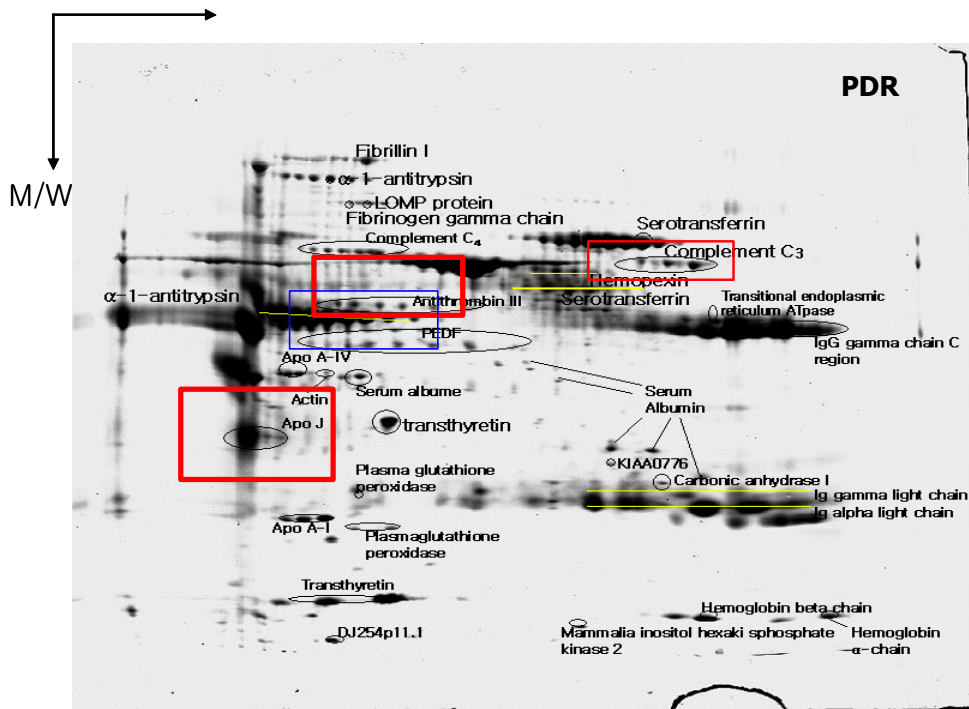 PDR
M/W
Fibrillin I
α-1-antitrypsin
LOMP protein
Fibrinogen gamma chain
Serotransferrin
Complement C4
Complement C3
Hemopexin
α-1-antitrypsin
Antithrombin III
Serotransferrin
Transitional endoplasmic
reticulum ATpase
PEDF
IgG gamma chain C
region
Apo A-IV
Actin
Serum albume
Serum
Albumin
Apo J
transthyretin
KIAA0776
Plasma glutathione
peroxidase
Carbonic anhydrase I
Ig gamma light chain
Ig alpha light chain
Apo A-I
Plasmaglutathione
peroxidase
Transthyretin
Hemoglobin beta chain
DJ254p11.1
Mammalia inositol hexaki sphosphate
kinase 2
Hemoglobin
α-chain